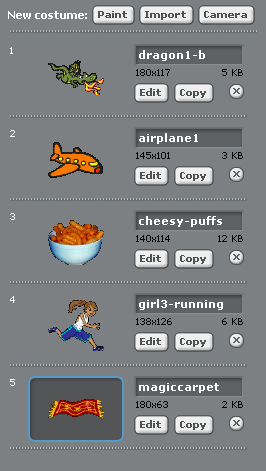 New costume: Paint Import Camera
1
dragon1-b
180x117 5 KB
Edit Copy
2
airplane1
145x101 3 KB
Edit Copy
3
cheesy-puffs
140x114 12 KB
Edit Copy
4
girl3-running
138x126 6 KB
Edit Copy
5
magiccarpet
180x63 2 KB
Edit Copy